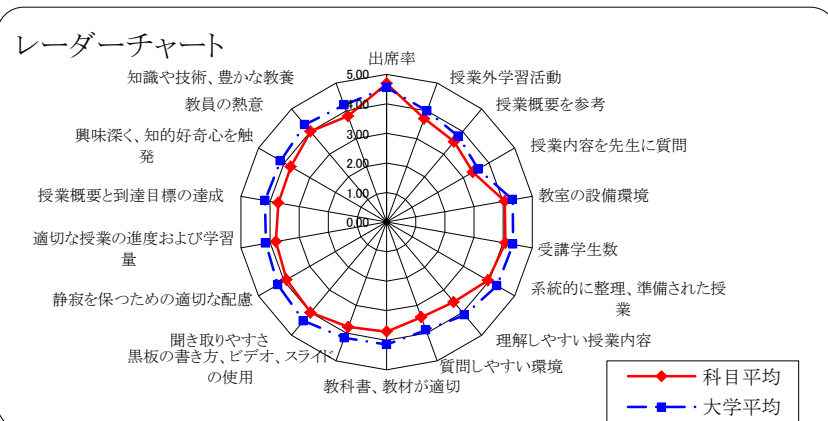 レーダーチャート
出席率
授業外学習活動
授業概要を参考
授業内容を先生に質問
教室の設備環境
受講学生数
系統的に整理、準備された授
業
理解しやすい授業内容
質問しやすい環境
教科書、教材が適切
黒板の書き方、ビデオ、スライド
の使用
聞き取りやすさ
静寂を保つための適切な配慮
適切な授業の進度および学習
量
授業概要と到達目標の達成
興味深く、知的好奇心を触
発
教員の熱意
知識や技術、豊かな教養
5.00
4.00
3.00
2.00
1.00
0.00
科目平均
大学平均